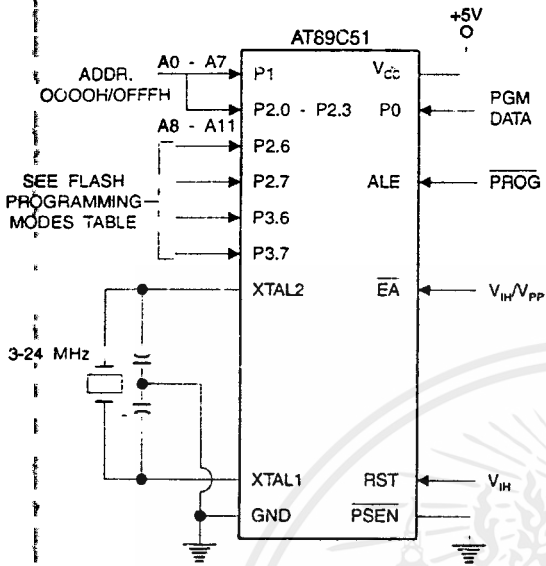 +5V
AT89C51
A0 - A7
ADDR.
0000H/0FFFH
A8 - A11
P1
P2.0 - P2.3
P2.6
P2.7
P3.6
P3.7
SEE FLASH
PROGRAMMING
MODES TABLE
XTAL2
3-24 MHz
XTAL1
GND
VCC
P0
PGM
DATA
ALE
PROG
EA
VIH/VPP
RST
VIH
PSEN